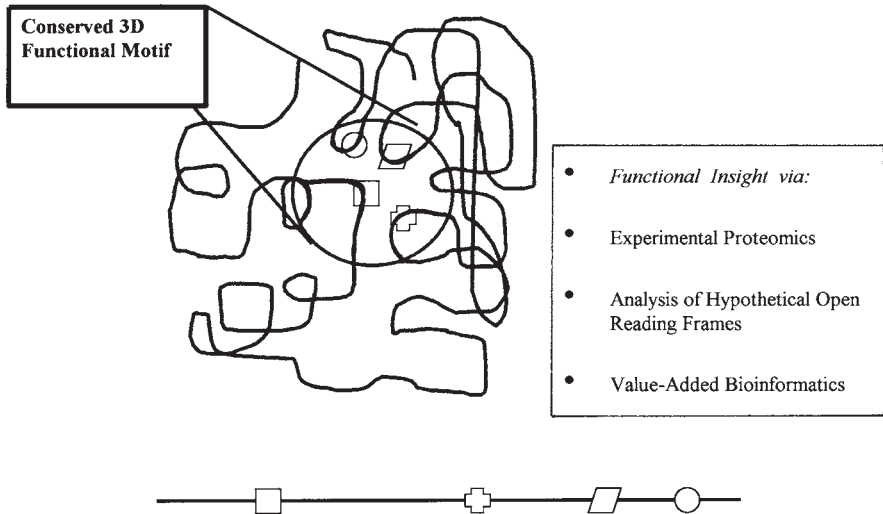 Conserved 3D
Functional Motif
• Functional Insight via:
• Experimental Proteomics
• Analysis of Hypothetical Open
Reading Frames
• Value-Added Bioinformatics